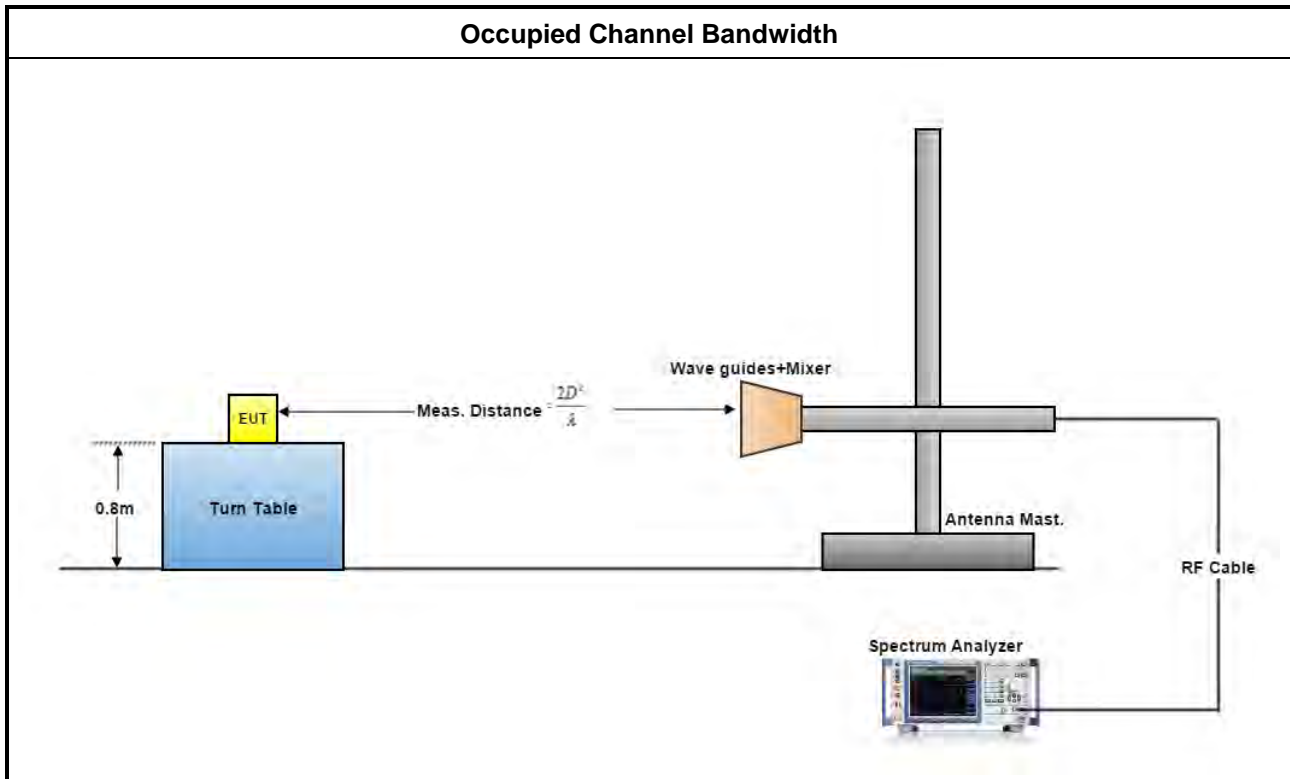 Occupied Channel Bandwidth
Wave guides+Mixer
EUT
Meas. Distance = 2D²/λ
0.8m
Turn Table
Antenna Mast.
RF Cable
Spectrum Analyzer